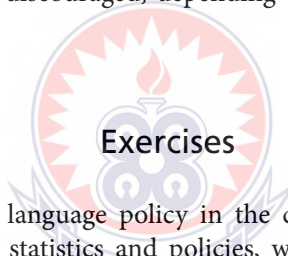 discouraged, depending
Exercises
language policy in the
statistics and policies, w